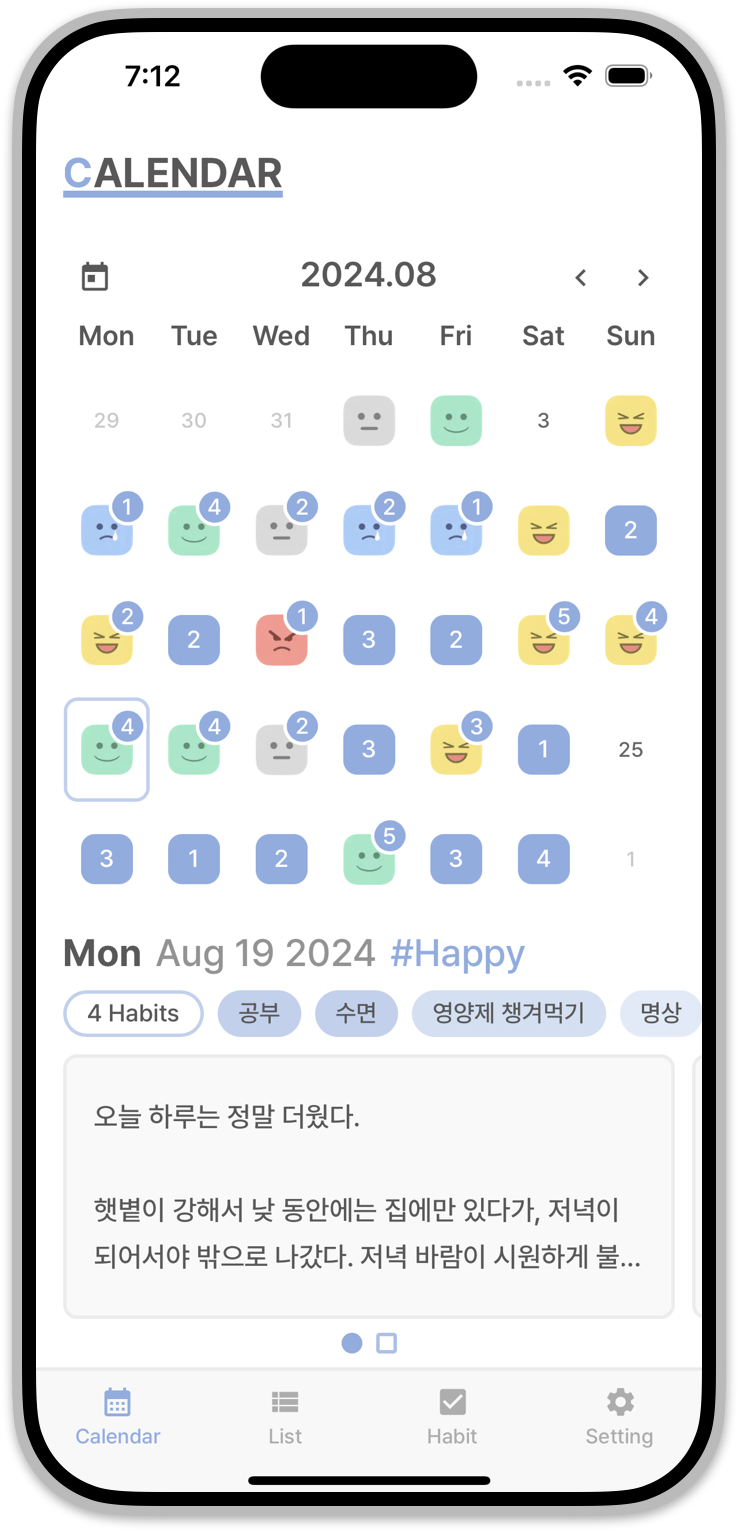 7:12
CALENDAR
2024.08
Mon Tue Wed Thu Fri Sat Sun
29 30 31 3
1 4 2 2 1 2
2 2 1 3 2 5 4
4 4 2 3 3 1 25
3 1 2 5 3 4 1
Mon Aug 19 2024 #Happy
4 Habits 공부 수면 영양제 챙겨먹기 명상
오늘 하루는 정말 더웠다.
햇볕이 강해서 낮 동안에는 집에만 있다가, 저녁이
되어서야 밖으로 나갔다. 저녁 바람이 시원하게 불...
Calendar List Habit Setting